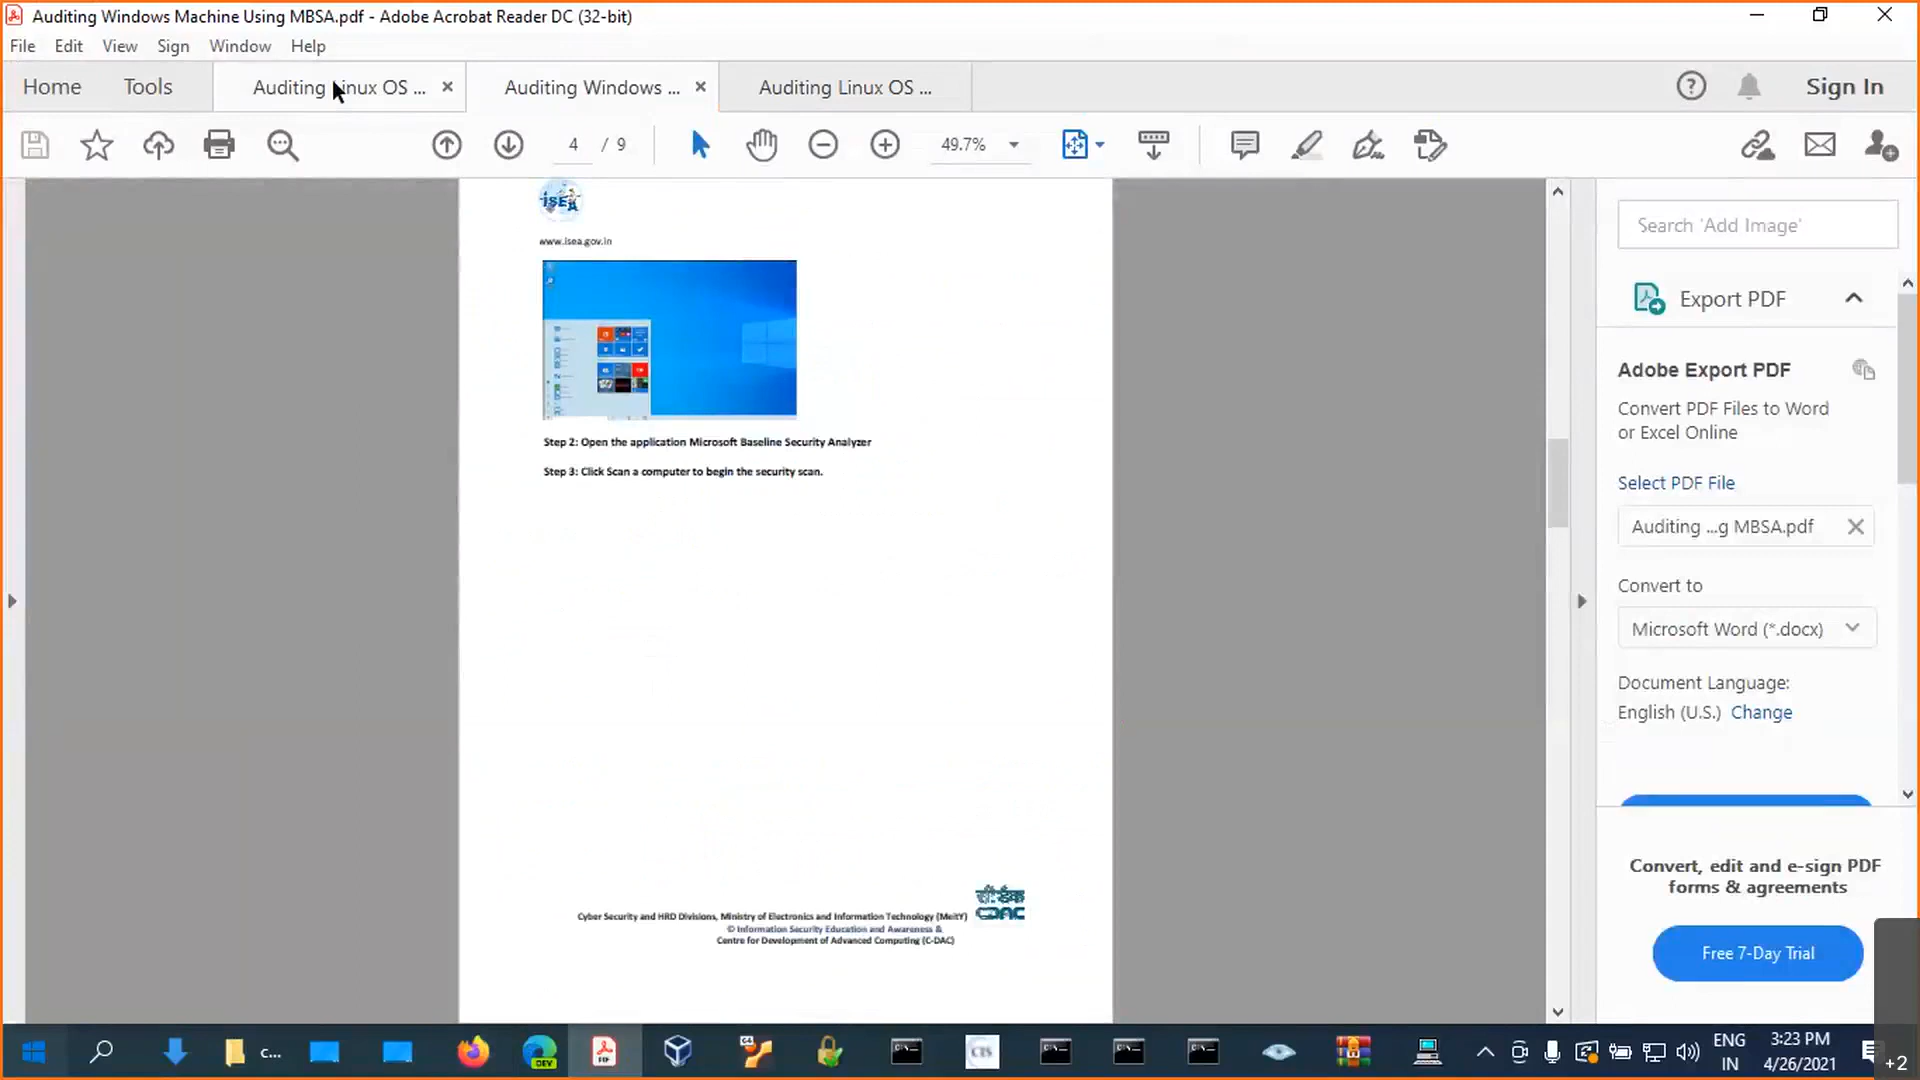 Auditing Windows Machine Using MBSA.pdf - Adobe Acrobat Reader DC (32-bit)
File Edit View Sign Window Help
Home Tools Auditing Linux OS ... Auditing Windows ... Auditing Linux OS ... Sign In
4 / 9 49.7%
ISEA
www.isea.gov.in
Step 2: Open the application Microsoft Baseline Security Analyzer
Step 3: Click Scan a computer to begin the security scan.
सी डैक
CDAC
Cyber Security and HRD Divisions, Ministry of Electronics and Information Technology (MeitY)
© Information Security Education and Awareness &
Centre for Development of Advanced Computing (C-DAC)
Search 'Add Image'
Export PDF
Adobe Export PDF
Convert PDF Files to Word
or Excel Online
Select PDF File
Auditing ...g MBSA.pdf
Convert to
Microsoft Word (*.docx)
Document Language:
English (U.S.) Change
Convert, edit and e-sign PDF
forms & agreements
Free 7-Day Trial
c...
DEV
CIS
ENG
IN
3:23 PM
4/26/2021
+2